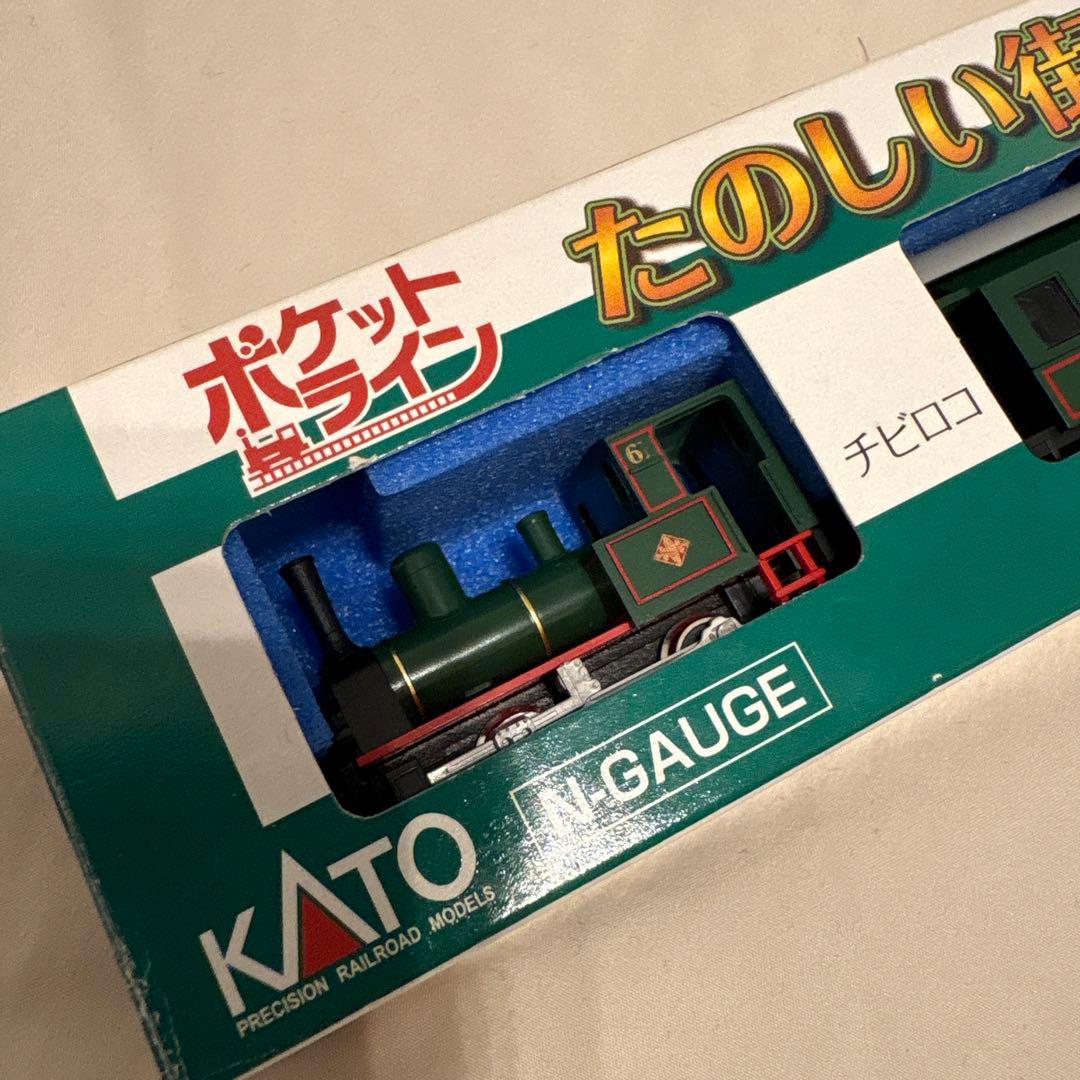 たのしい街
ポケット
ライン
チビロコ
61
N-GAUGE
KATO
PRECISION RAILROAD MODELS